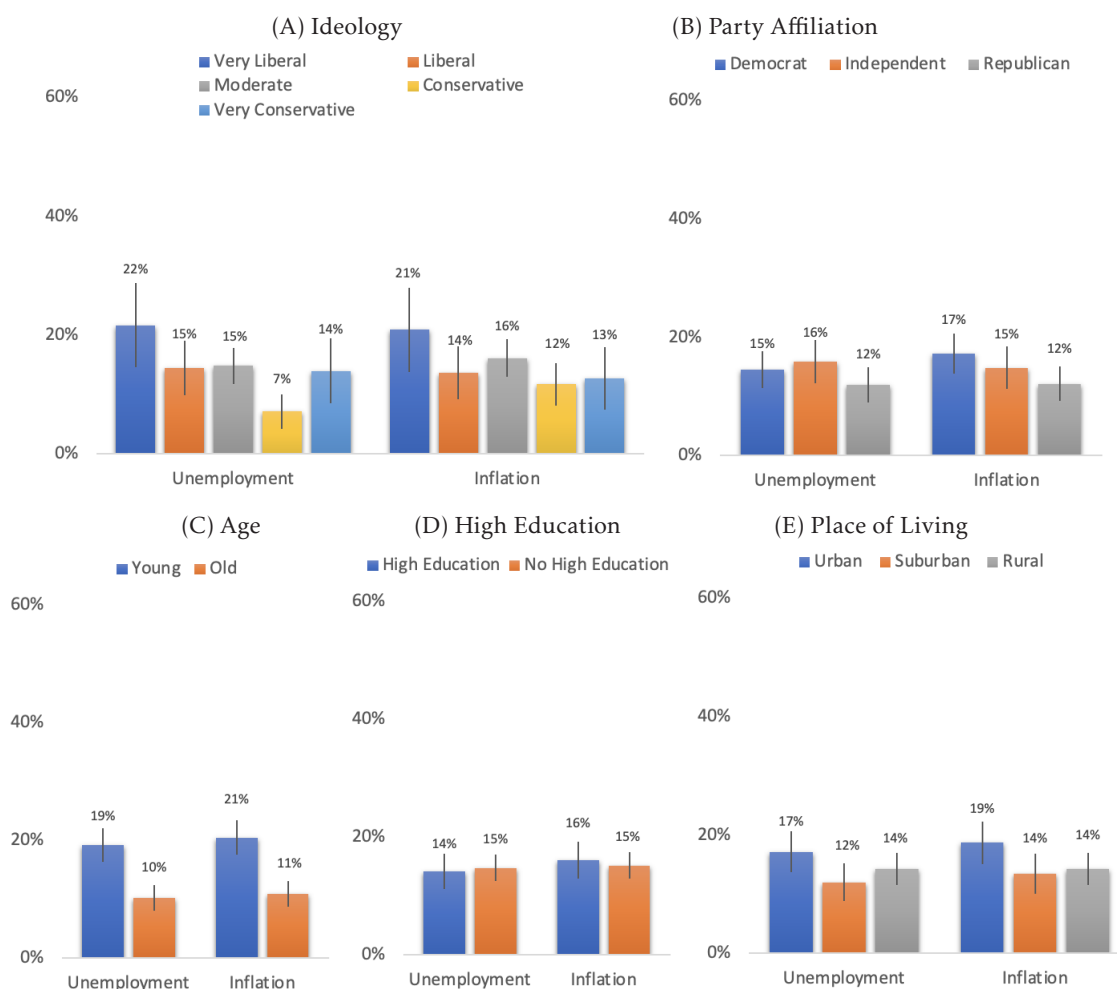 (A) Ideology
Very Liberal Liberal
Moderate Conservative
Very Conservative
60%
40%
20%
0%
22%
15%
15%
7%
14%
21%
14%
16%
12%
13%
Unemployment Inflation
(B) Party Affiliation
Democrat Independent Republican
60%
40%
20%
0%
15%
16%
12%
17%
15%
12%
Unemployment Inflation
(C) Age
Young Old
60%
40%
20%
0%
19%
10%
21%
11%
Unemployment Inflation
(D) High Education
High Education No High Education
60%
40%
20%
0%
14%
15%
16%
15%
Unemployment Inflation
(E) Place of Living
Urban Suburban Rural
60%
40%
20%
0%
17%
12%
14%
19%
14%
14%
Unemployment Inflation